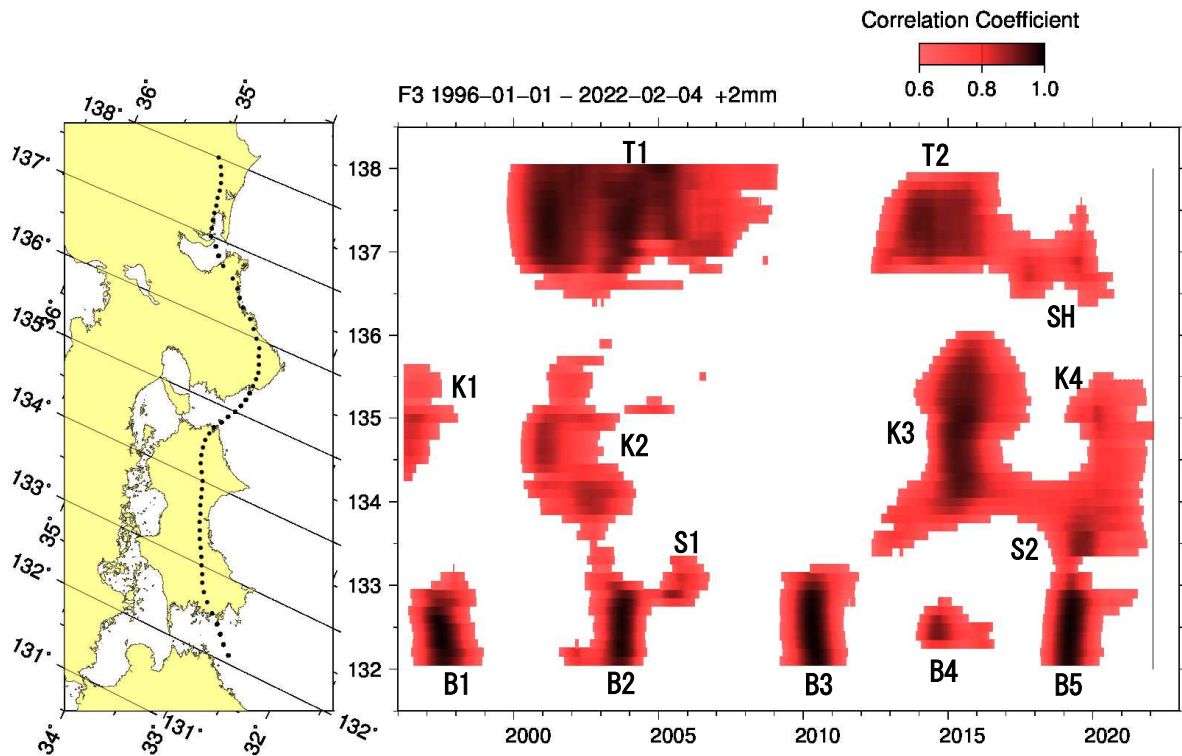 Correlation Coefficient
0.6 0.8 1.0
F3 1996–01–01 – 2022–02–04 +2mm
138° 36° 35°
137°
136°
36°
135°
134°
133°
35°
132°
131°
34° 33° 131° 32° 132°
138
137
136
135
134
133
132
T1
T2
SH
K1
K2
K3
K4
S1
S2
B1
B2
B3
B4
B5
2000 2005 2010 2015 2020